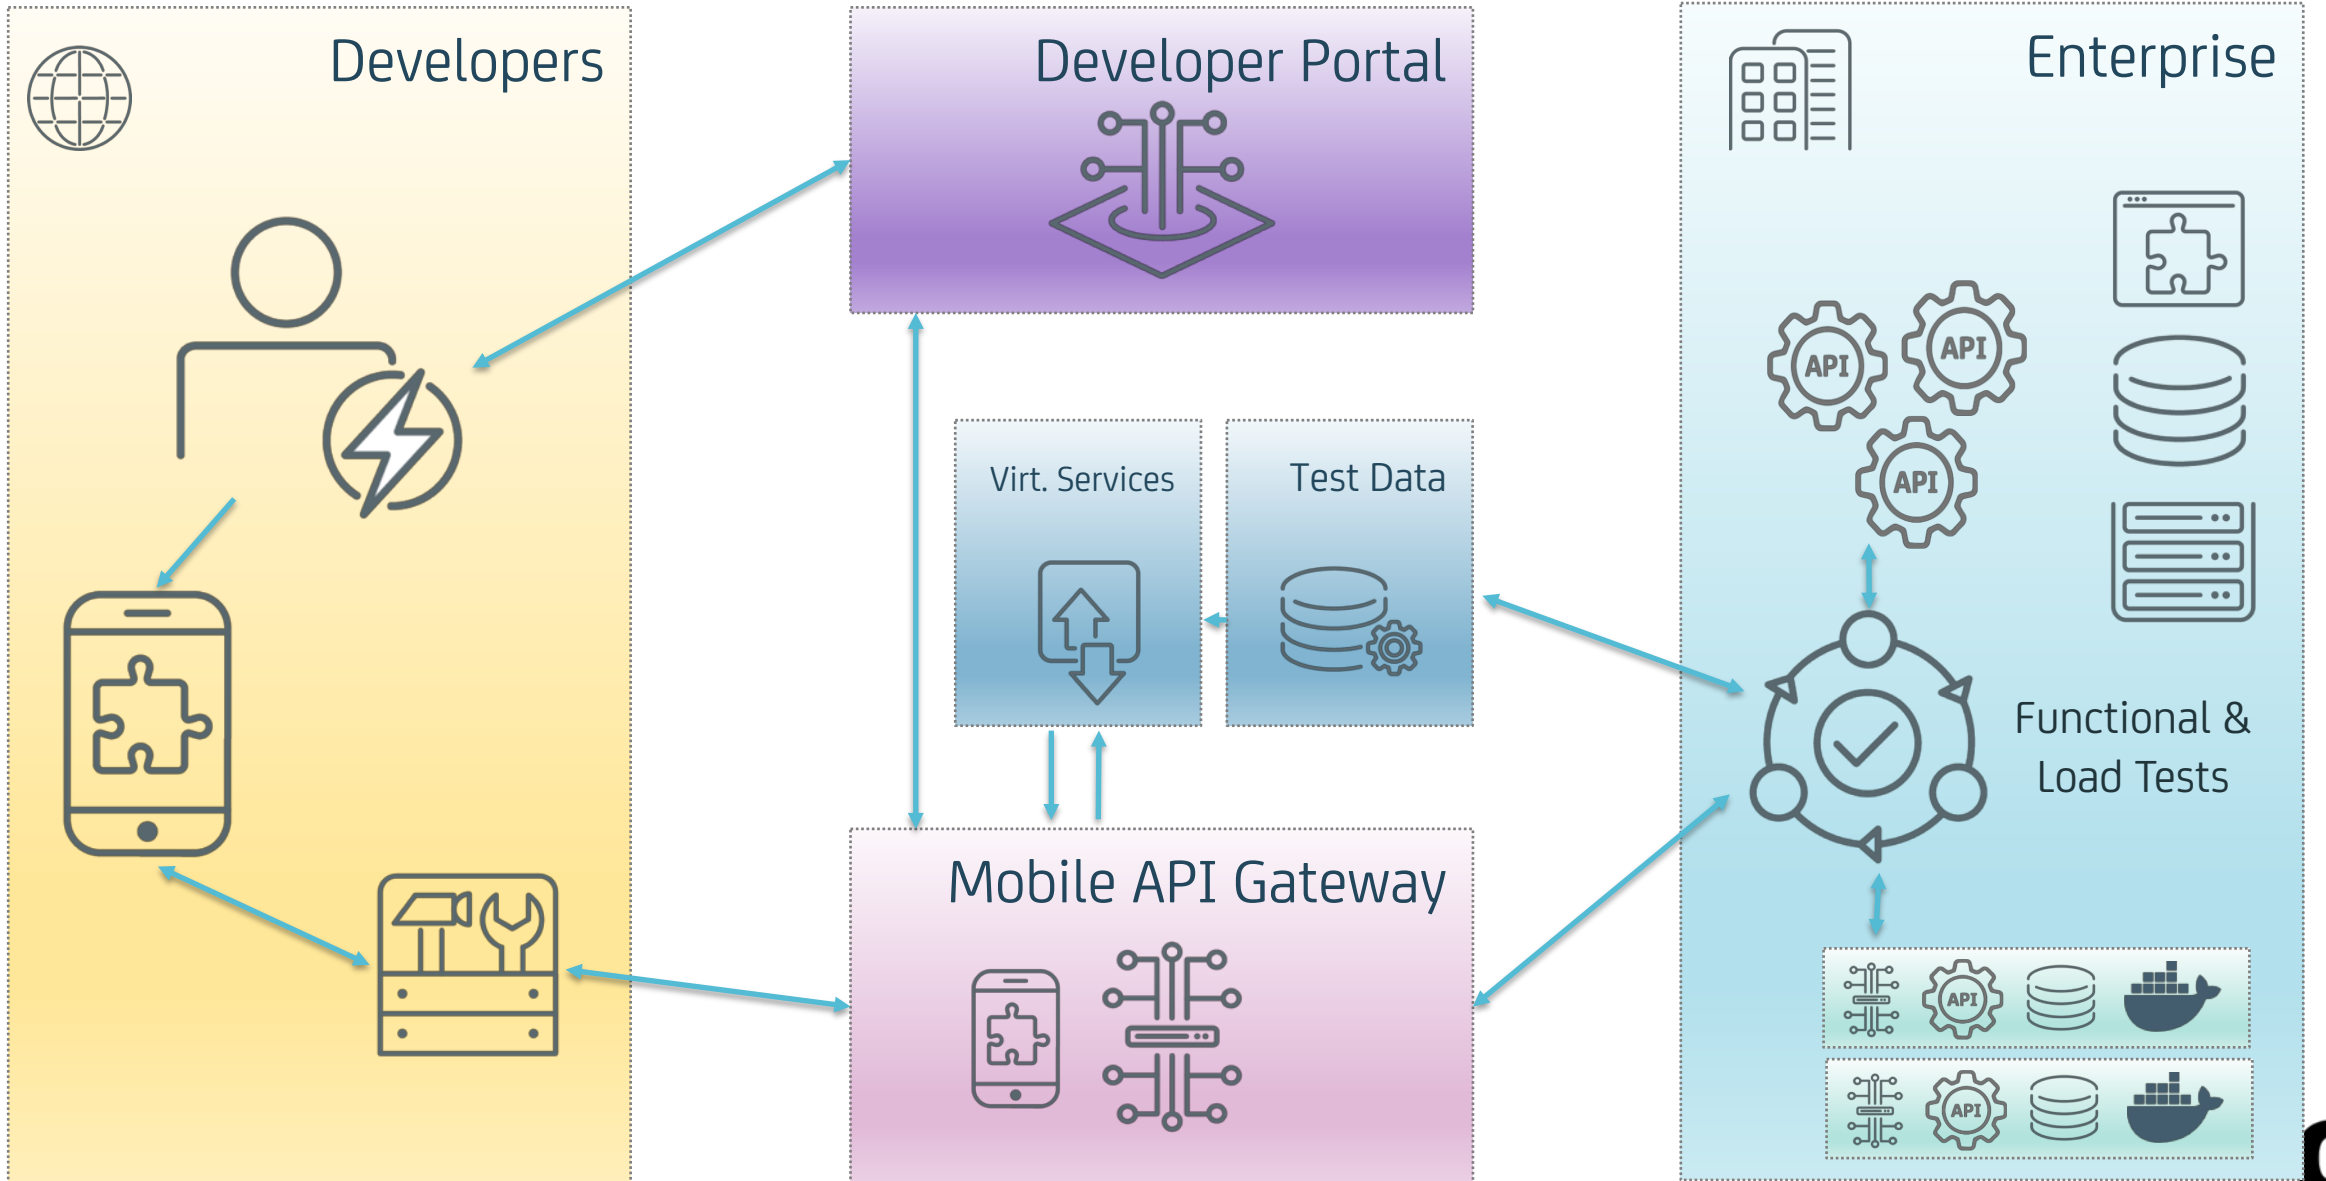 Developers
Developer Portal
Enterprise
API
API
API
Virt. Services
Test Data
Functional &
Load Tests
Mobile API Gateway
API
API